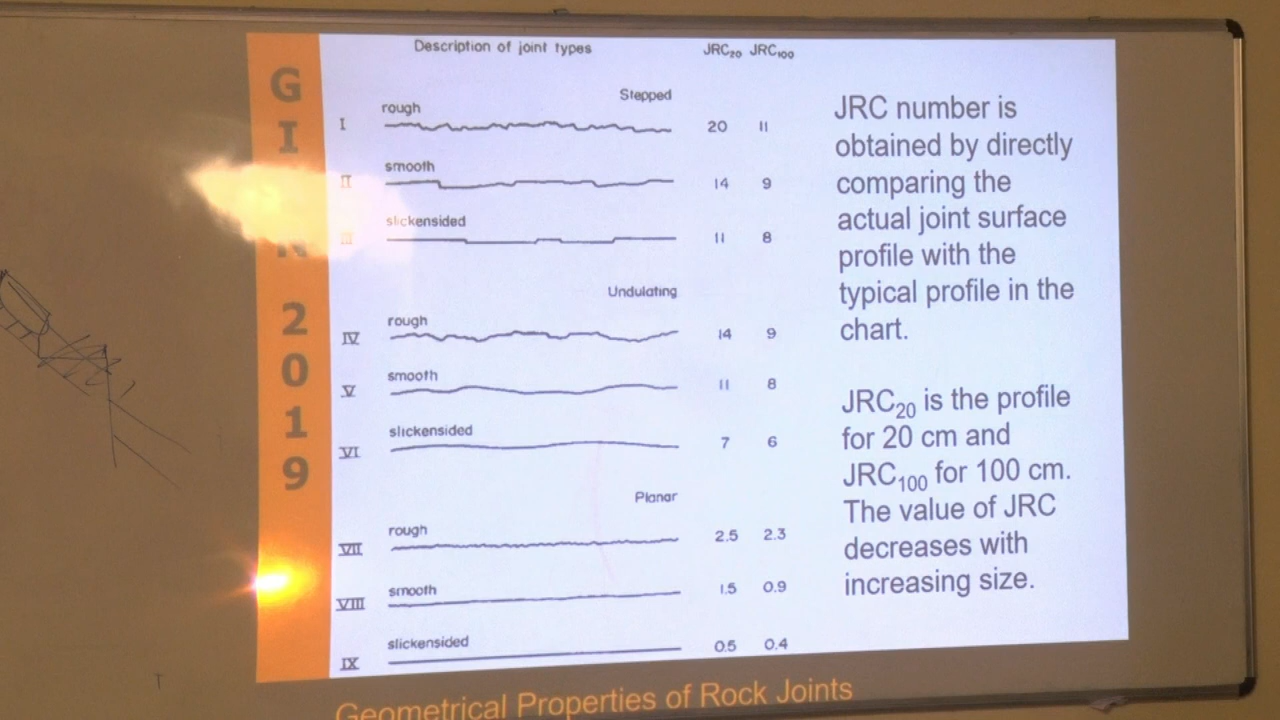 Description of joint types JRC₂₀ JRC₁₀₀
Stepped
rough
I 20 11
smooth
II 14 9
slickensided
III 11 8
Undulating
rough
IV 14 9
smooth
V 11 8
slickensided
VI 7 6
Planar
rough
VII 2.5 2.3
smooth
VIII 1.5 0.9
slickensided
IX 0.5 0.4
JRC number is
obtained by directly
comparing the
actual joint surface
profile with the
typical profile in the
chart.
JRC₂₀ is the profile
for 20 cm and
JRC₁₀₀ for 100 cm.
The value of JRC
decreases with
increasing size.
G
I
N
2
0
1
9
Geometrical Properties of Rock Joints